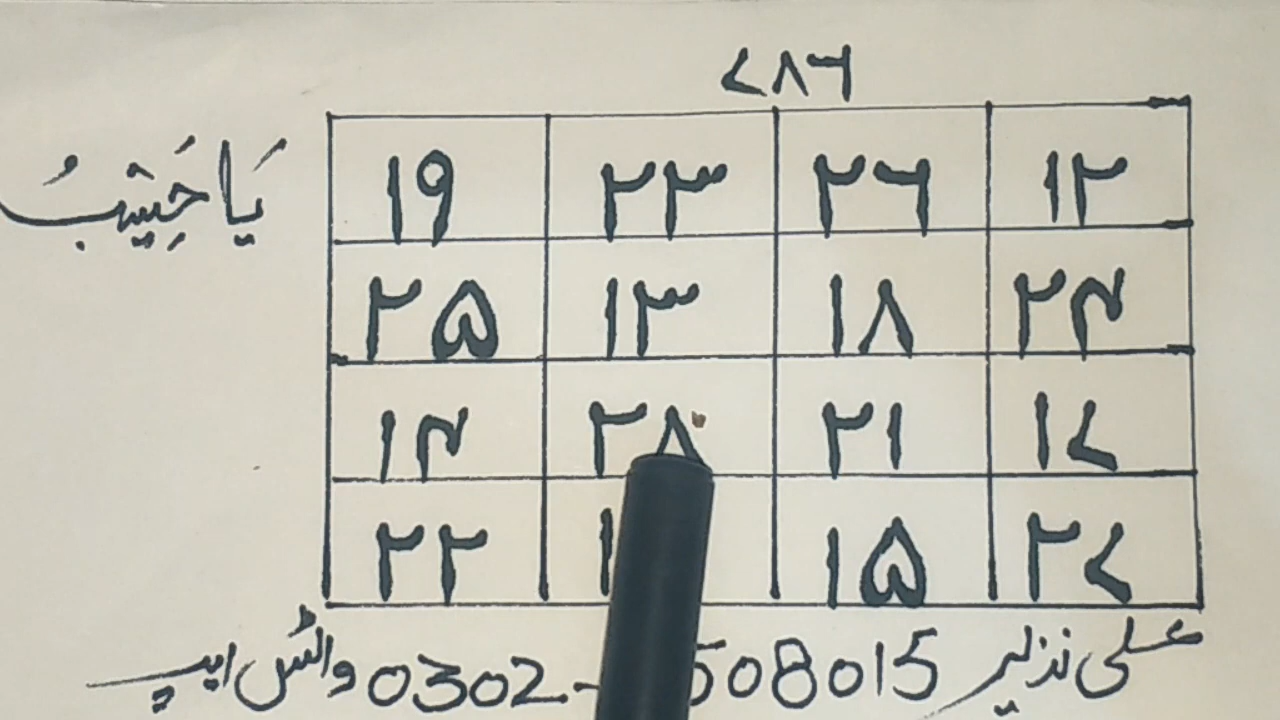 ۷۸۶
یَا حَسِیْبُ
۱۹ ۲۳ ۲۶ ۱۲
۲۵ ۱۳ ۱۸ ۲۴
۱۴ ۲۸ ۲۱ ۱۷
۲۲ ۱۵ ۲۷
علی نذیر 508015 -0302 واٹس ایپ